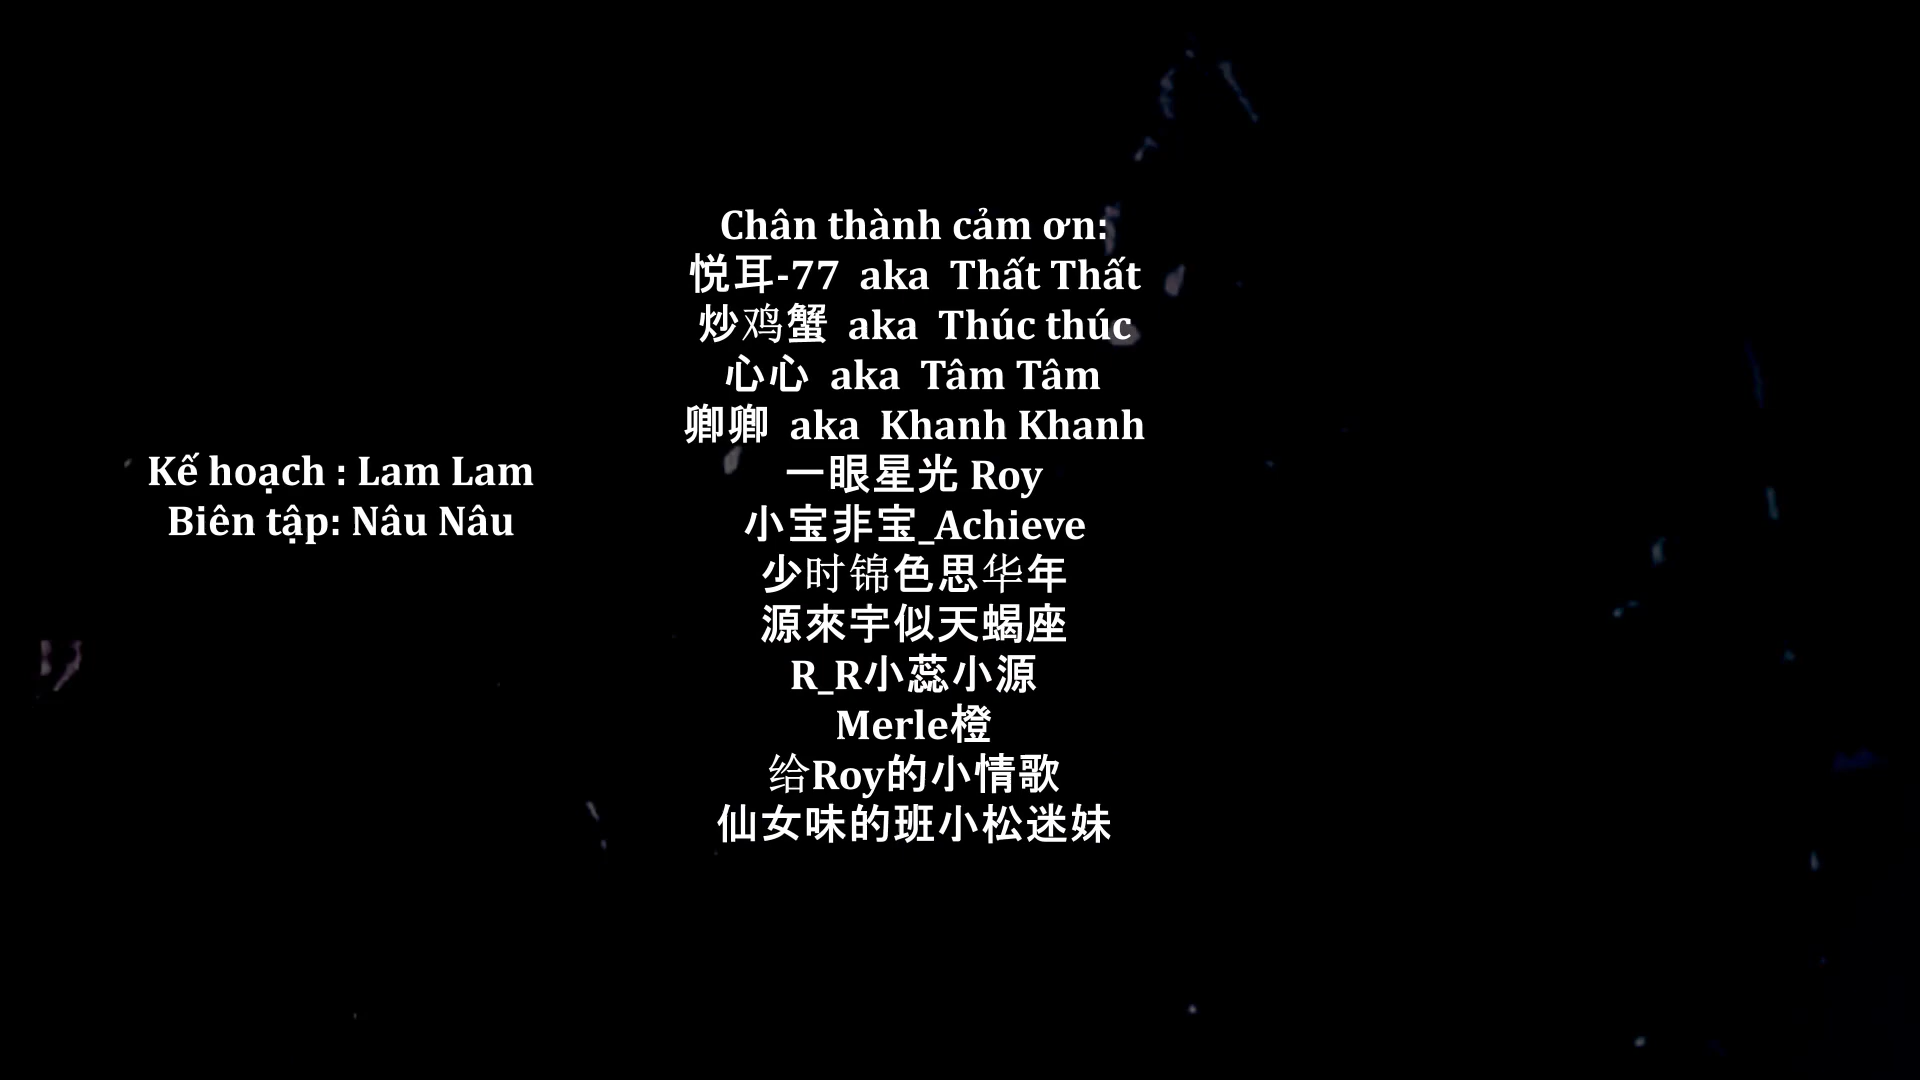 Kế hoạch : Lam Lam
Biên tập: Nâu Nâu
Chân thành cảm ơn:
悦耳-77 aka Thất Thất
炒鸡蟹 aka Thúc thúc
心心 aka Tâm Tâm
卿卿 aka Khanh Khanh
一眼星光 Roy
小宝非宝_Achieve
少时锦色思华年
源來宇似天蝎座
R_R小蕊小源
Merle橙
给Roy的小情歌
仙女味的班小松迷妹